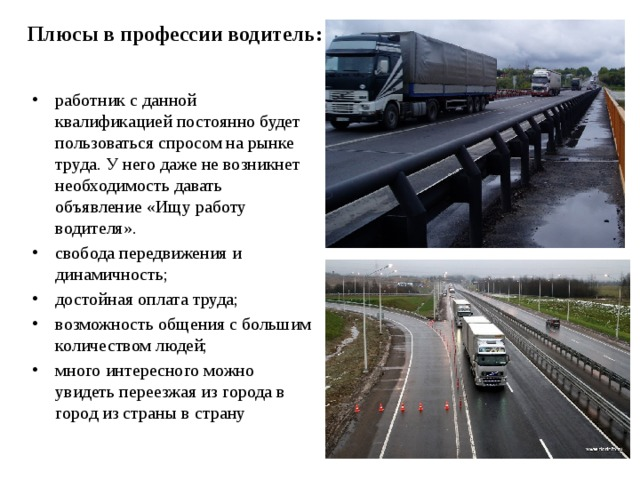 Плюсы в профессии водитель:
• работник с данной
квалификацией постоянно будет
пользоваться спросом на рынке
труда. У него даже не возникнет
необходимость давать
объявление «Ищу работу
водителя».
• свобода передвижения и
динамичность;
• достойная оплата труда;
• возможность общения с большим
количеством людей;
• много интересного можно
увидеть переезжая из города в
город из страны в страну